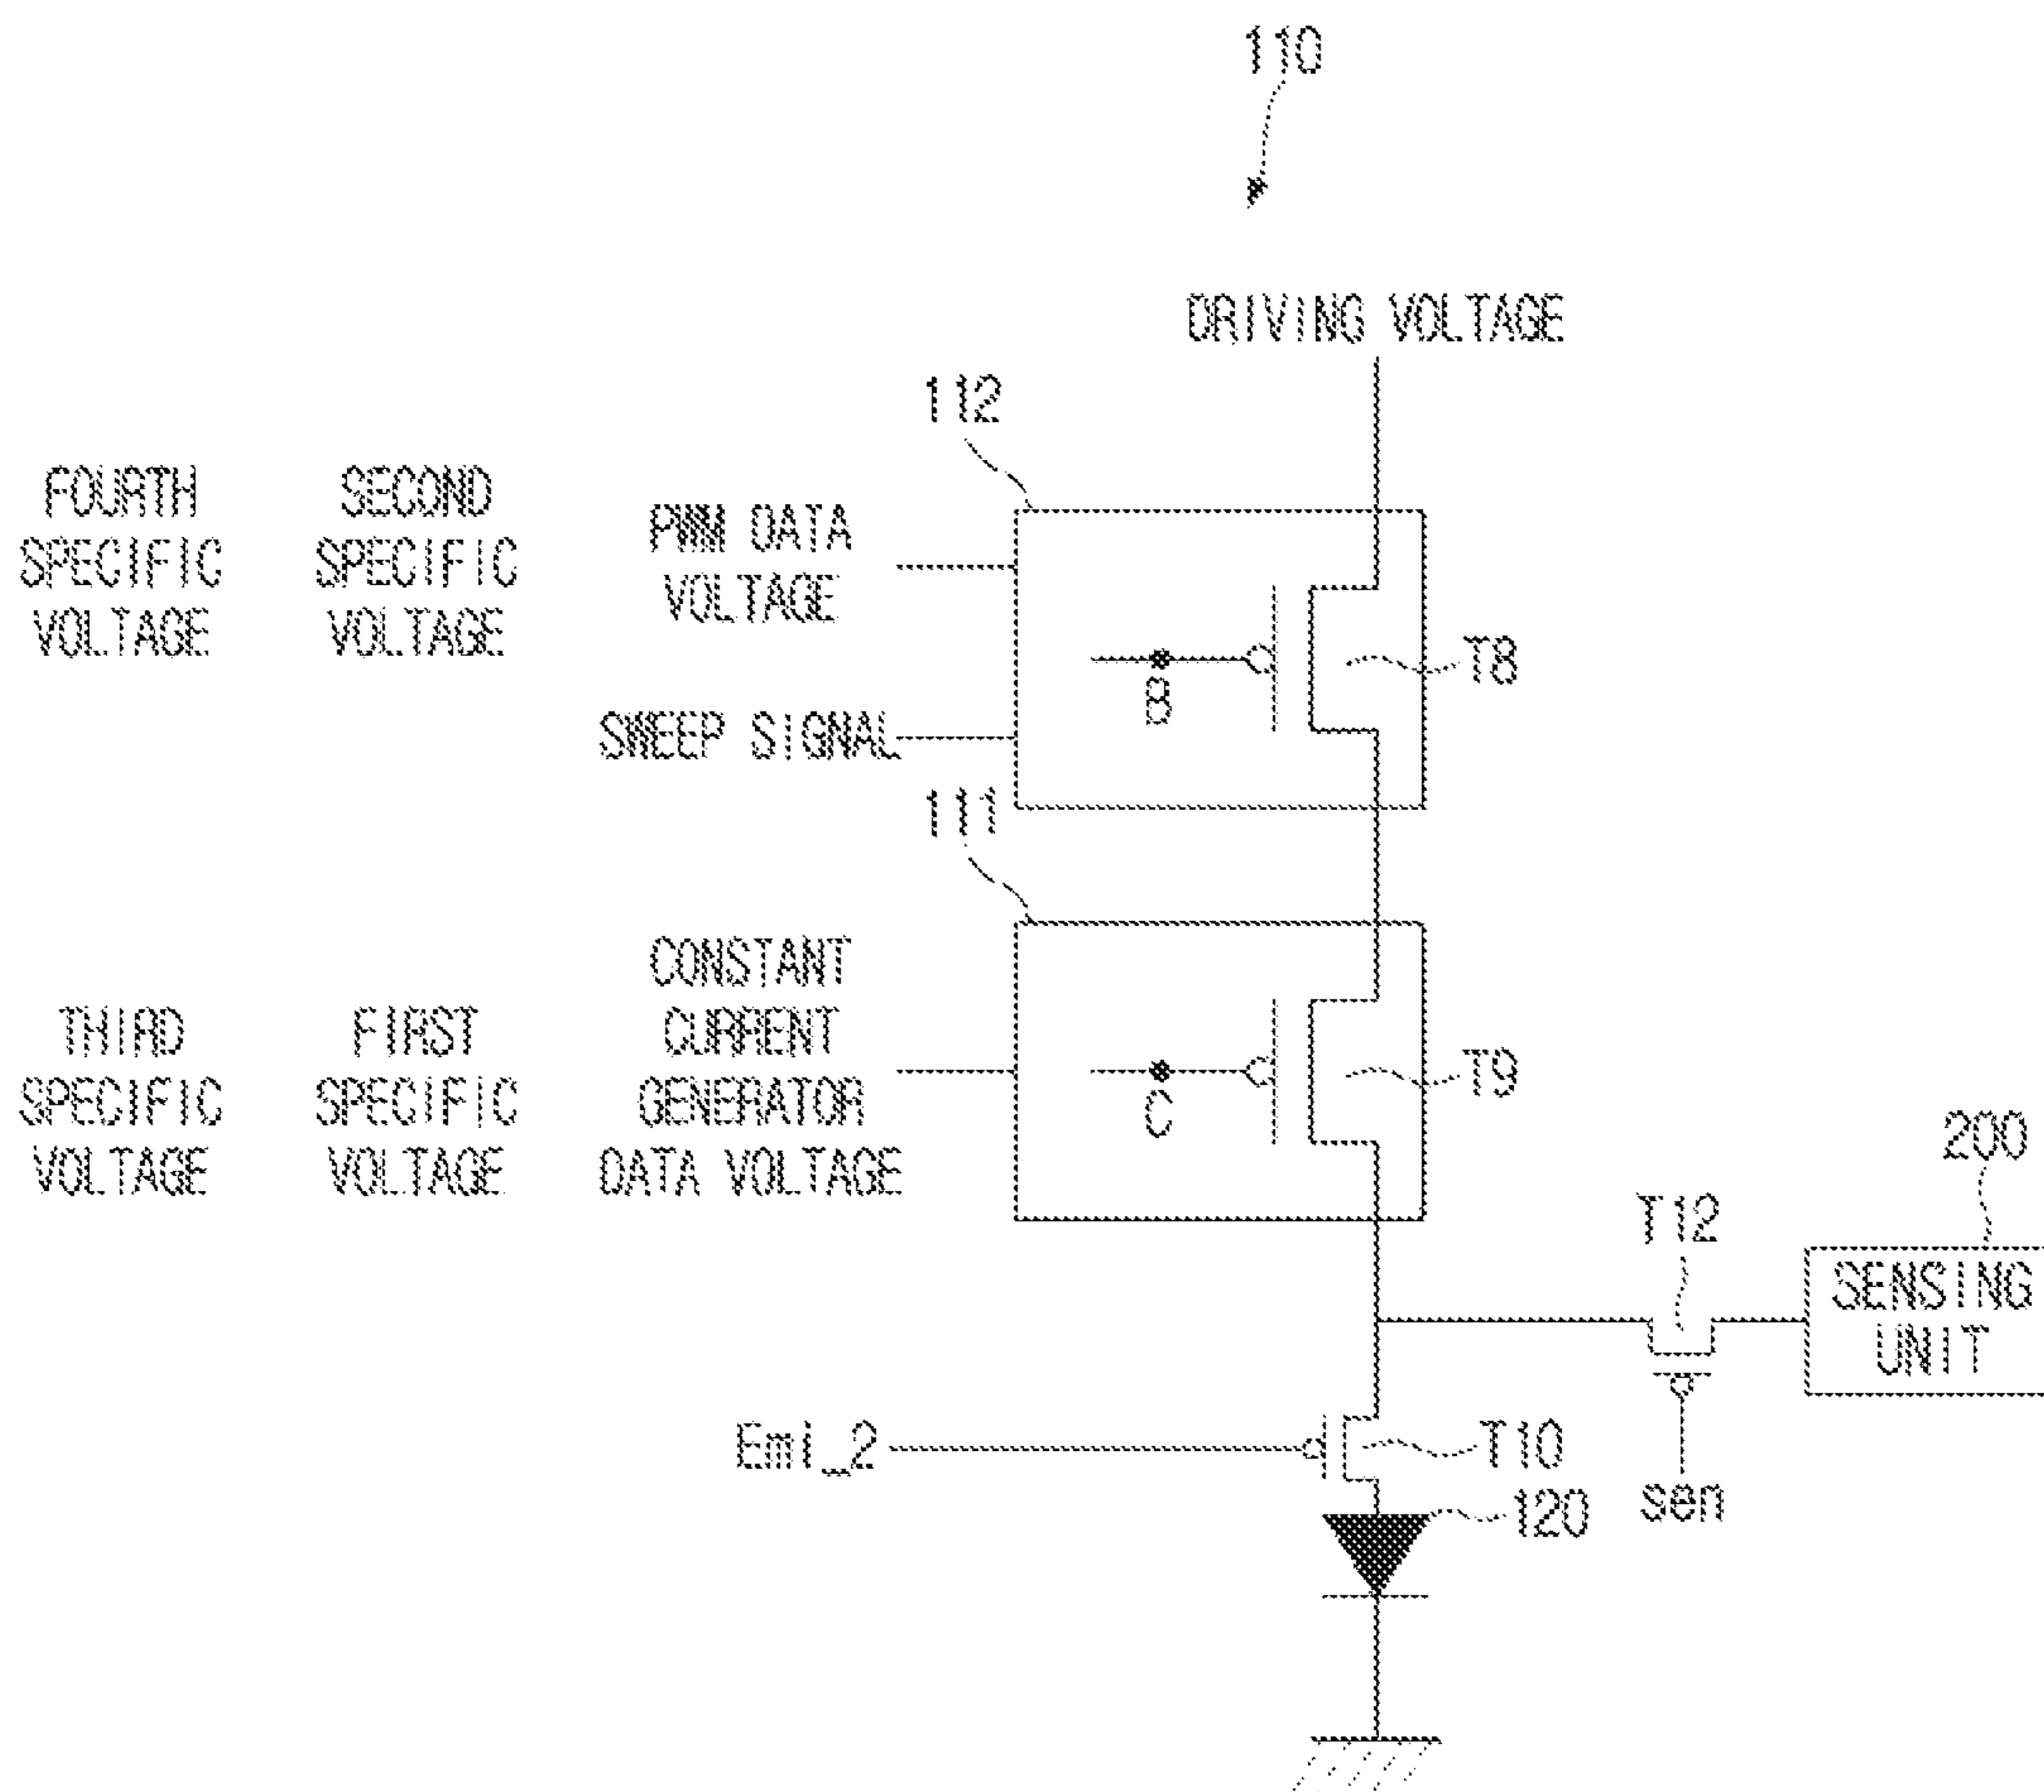 110
DRIVING VOLTAGE
112
FOURTH
SPECIFIC
VOLTAGE
SECOND
SPECIFIC
VOLTAGE
PWM DATA
VOLTAGE
SWEEP SIGNAL
B
T8
111
THIRD
SPECIFIC
VOLTAGE
FIRST
SPECIFIC
VOLTAGE
CONSTANT
CURRENT
GENERATOR
DATA VOLTAGE
C
T9
200
T12
SENSING
UNIT
Emi_2
T10
sen
120